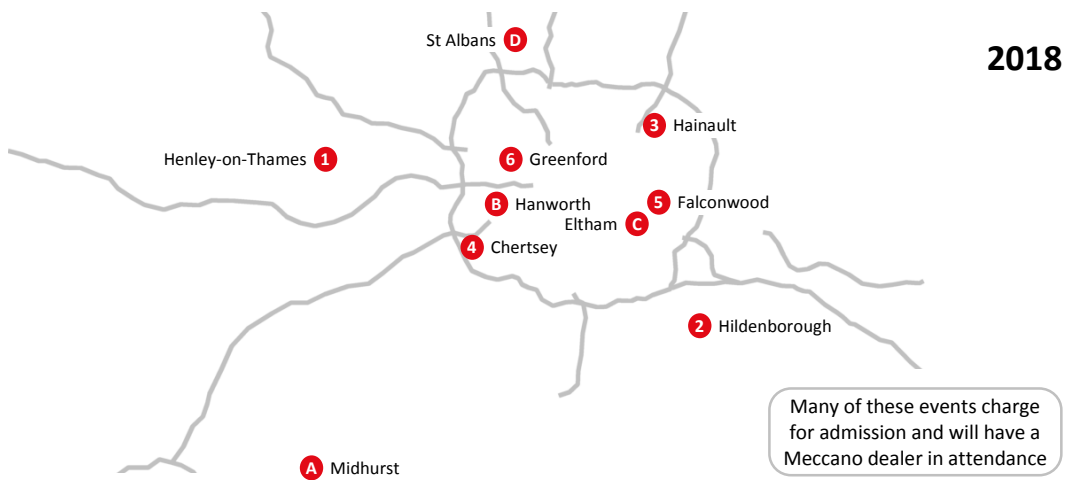 St Albans D
2018
3 Hainault
Henley-on-Thames 1
6 Greenford
B Hanworth
5 Falconwood
Eltham C
4 Chertsey
2 Hildenborough
Many of these events charge
for admission and will have a
Meccano dealer in attendance
A Midhurst